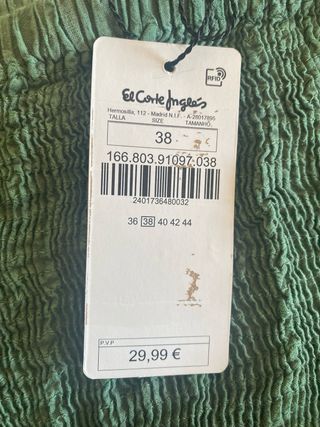 RFID
El Corte Inglés
Hermosilla, 112 - Madrid N.I.F. - A-28017895
TALLA SIZE TAMANHO
38
166.803.91097.038
2401736480032
36 38 40 42 44
P.V.P
29,99 €